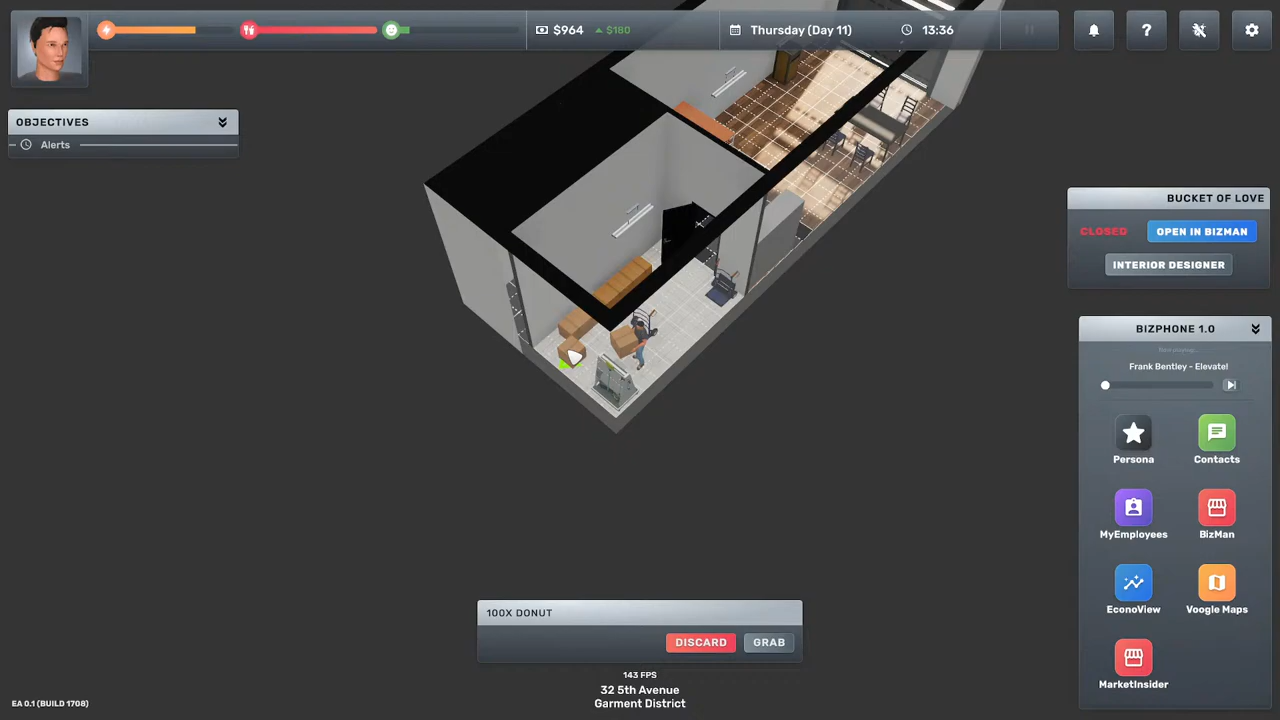 $964
$180
Thursday (Day 11)
13:36
?
OBJECTIVES
Alerts
BUCKET OF LOVE
CLOSED
OPEN IN BIZMAN
INTERIOR DESIGNER
BIZPHONE 1.0
Frank Bentley - Elevate!
Persona
Contacts
MyEmployees
BizMan
EconoView
Voogle Maps
MarketInsider
100X DONUT
DISCARD
GRAB
143 FPS
32 5th Avenue
Garment District
EA 0.1 (BUILD 1708)